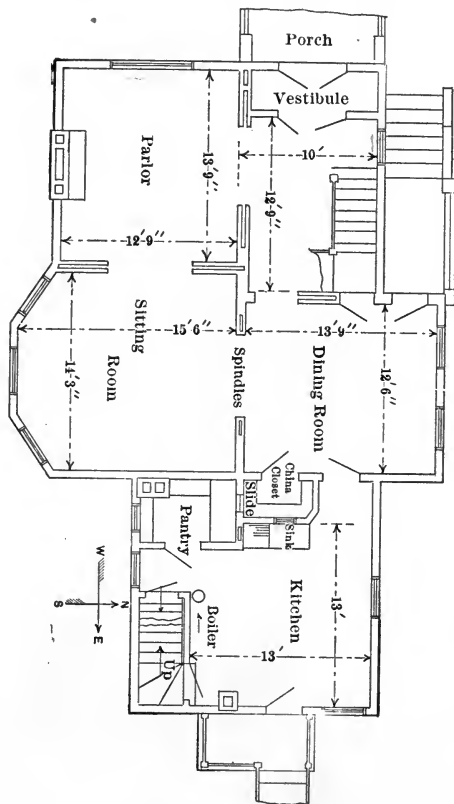 Porch
Vestibule
Parlor
13'-9"
12'-9"
10'
12'-9"
Sitting
Room
15'6"
14'-3"
Spindles
Dining Room
13'-9"
12'-6"
China
Closet
Slide
Sink
Pantry
Kitchen
13'
13'
Boiler
Up
W
N
S
E